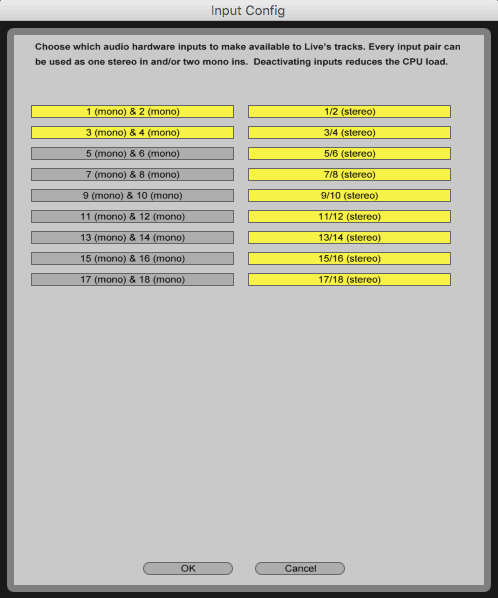 Input Config
Choose which audio hardware inputs to make available to Live's tracks. Every input pair can
be used as one stereo in and/or two mono ins.  Deactivating inputs reduces the CPU load.
1 (mono) & 2 (mono) 1/2 (stereo)
3 (mono) & 4 (mono) 3/4 (stereo)
5 (mono) & 6 (mono) 5/6 (stereo)
7 (mono) & 8 (mono) 7/8 (stereo)
9 (mono) & 10 (mono) 9/10 (stereo)
11 (mono) & 12 (mono) 11/12 (stereo)
13 (mono) & 14 (mono) 13/14 (stereo)
15 (mono) & 16 (mono) 15/16 (stereo)
17 (mono) & 18 (mono) 17/18 (stereo)
OK Cancel